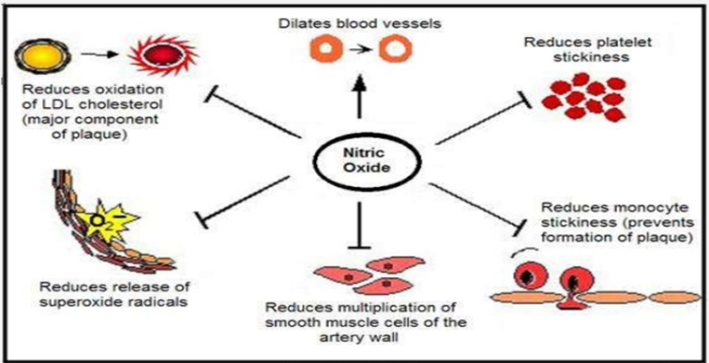 Dilates blood vessels
Reduces platelet
stickiness
Reduces oxidation
of LDL cholesterol
(major component
of plaque)
Nitric
Oxide
O2-
Reduces monocyte
stickiness (prevents
formation of plaque)
Reduces release of
superoxide radicals
Reduces multiplication of
smooth muscle cells of the
artery wall